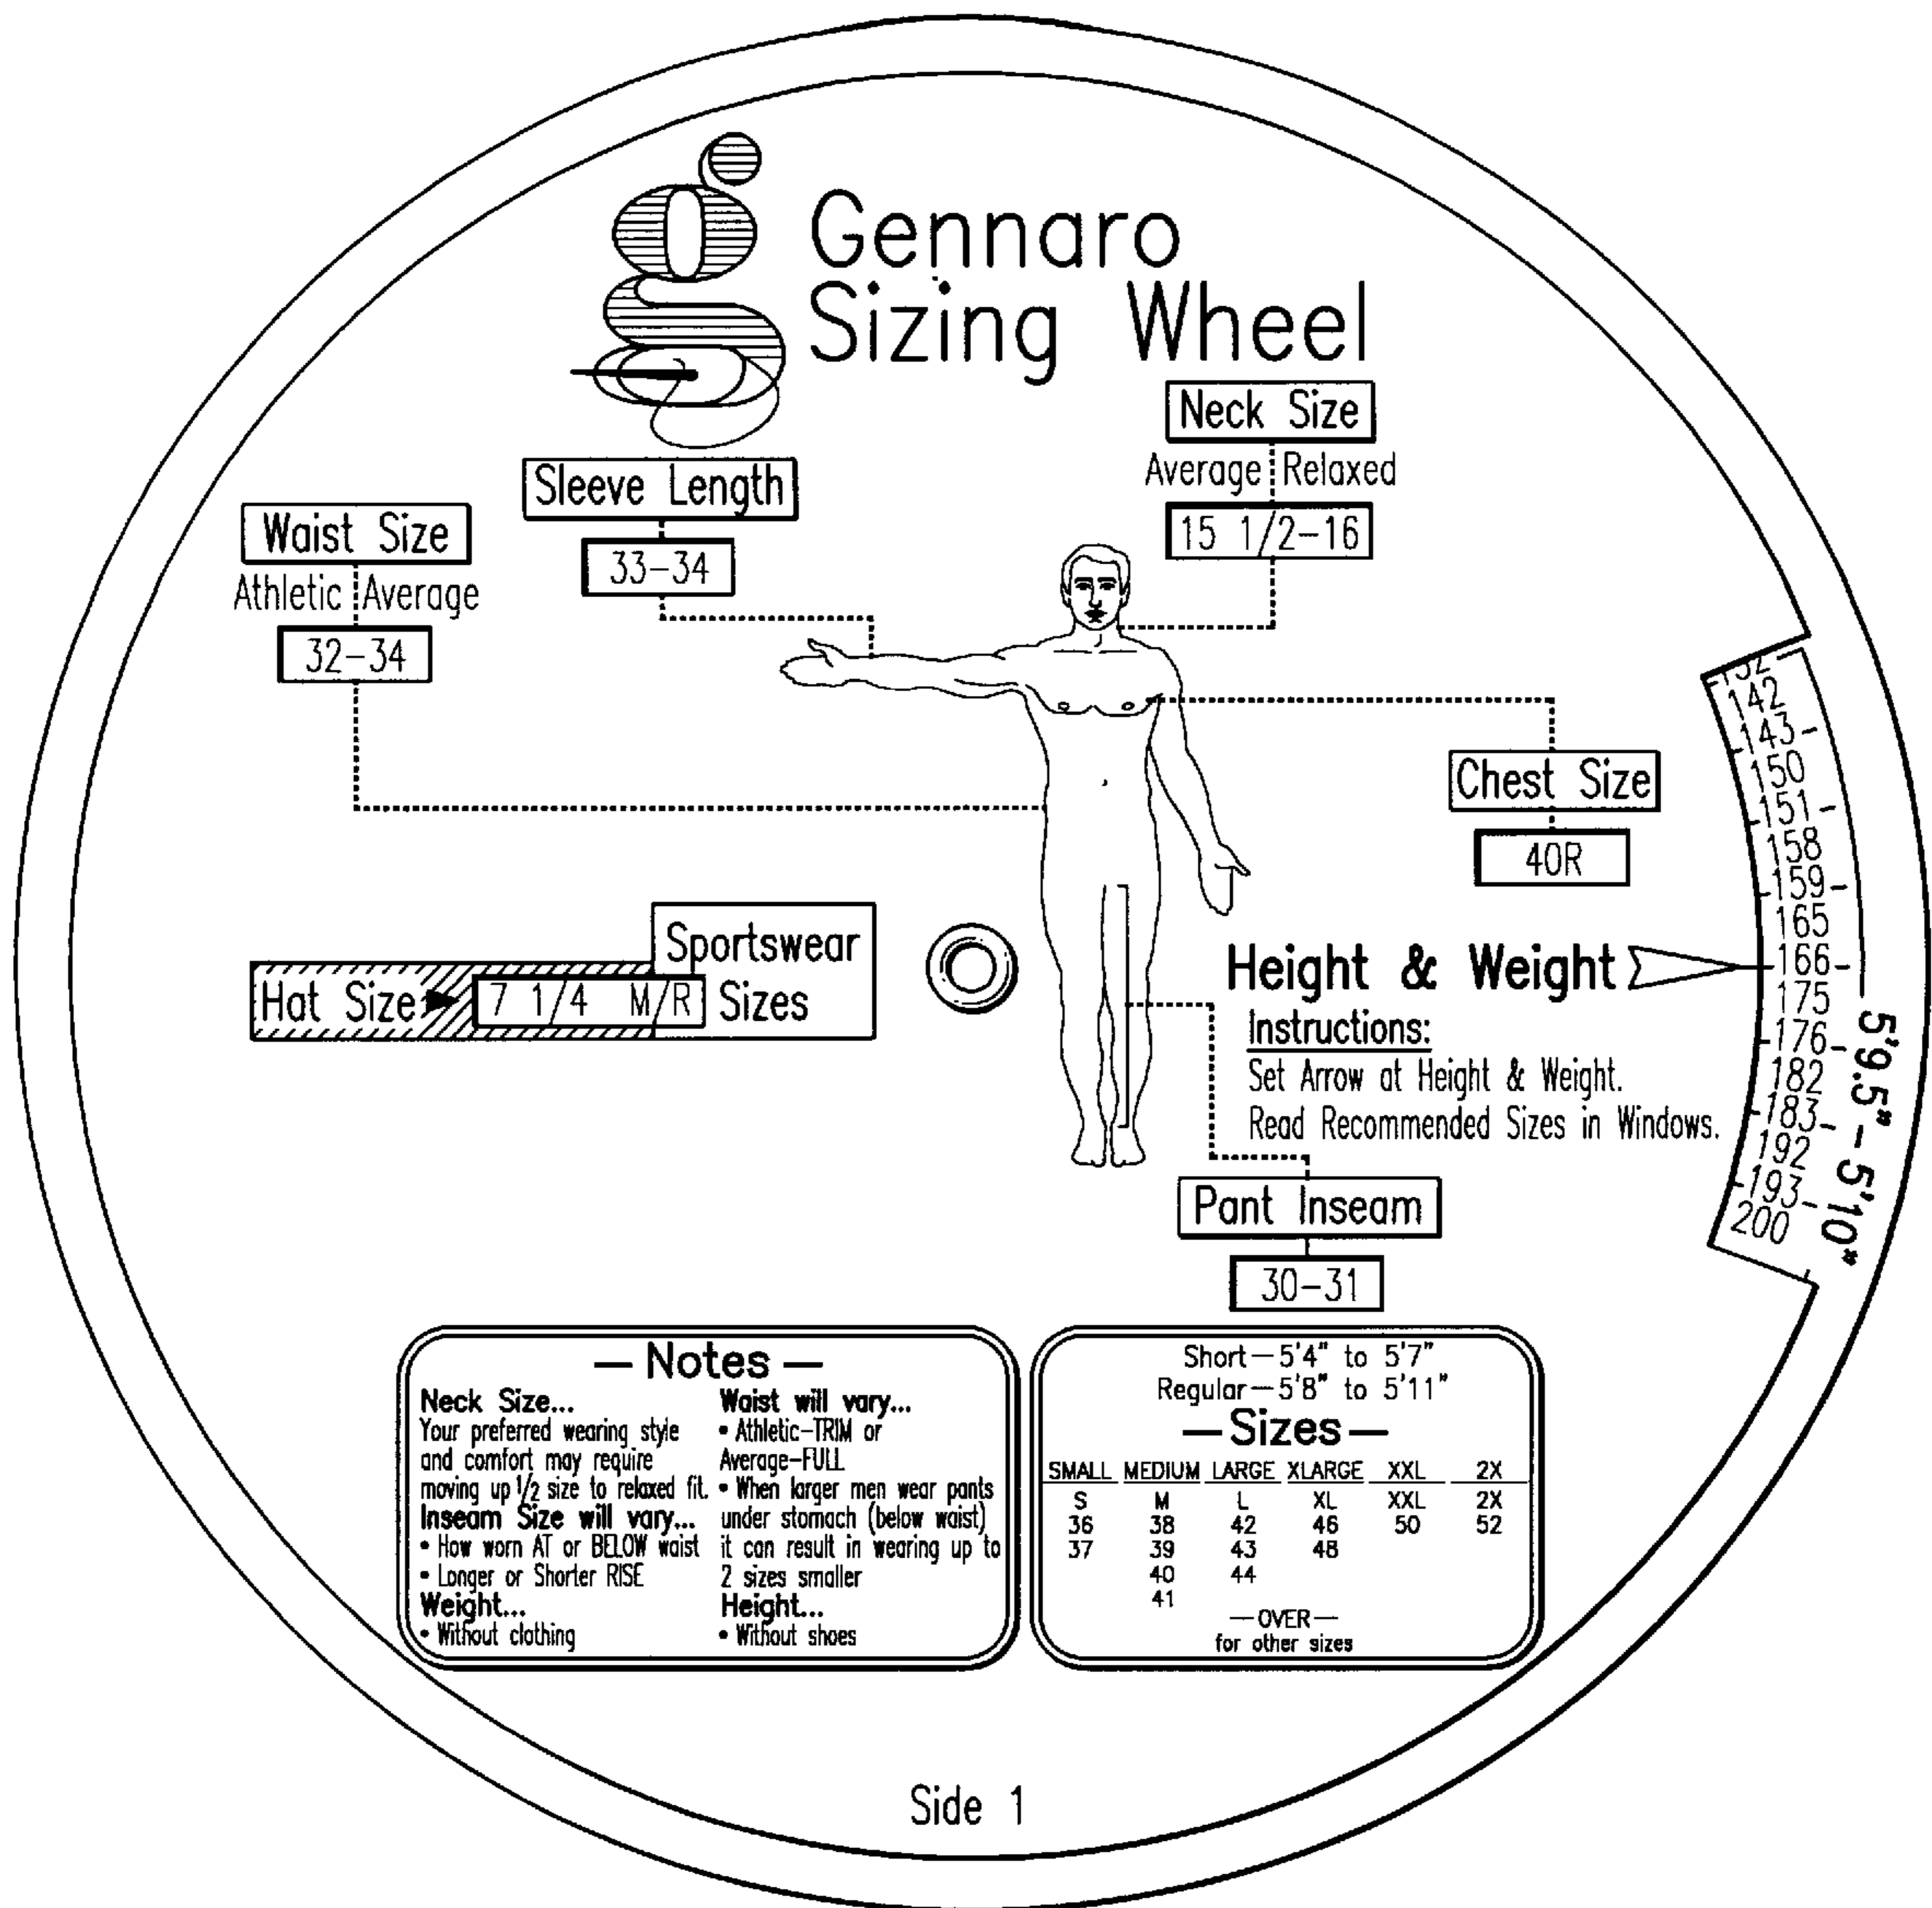 Gennaro
Sizing Wheel
Neck Size
Average Relaxed
15 1/2-16
Sleeve Length
33-34
Waist Size
Athletic Average
32-34
Chest Size
40R
Sportswear
Sizes
Hat Size
7 1/4 M/R
Height & Weight
Instructions:
Set Arrow at Height & Weight.
Read Recommended Sizes in Windows.
142
143-
150
151-
158
159-
165
166-
175
176-
182
183-
192
193-
200
5'9.5"-5'10"
Pant Inseam
30-31
— Notes —
Neck Size...
Your preferred wearing style
and comfort may require
moving up 1/2 size to relaxed fit.
Inseam Size will vary...
• How worn AT or BELOW waist
• Longer or Shorter RISE
Weight...
• Without clothing
Waist will vary...
• Athletic-TRIM or
Average-FULL
• When larger men wear pants
under stomach (below waist)
it can result in wearing up to
2 sizes smaller
Height...
• Without shoes
Short—5'4" to 5'7"
Regular—5'8" to 5'11"
— Sizes —
SMALL MEDIUM LARGE XLARGE XXL 2X
S M L XL XXL 2X
36 38 42 46 50 52
37 39 43 48
40 44
41
—OVER—
for other sizes
Side 1